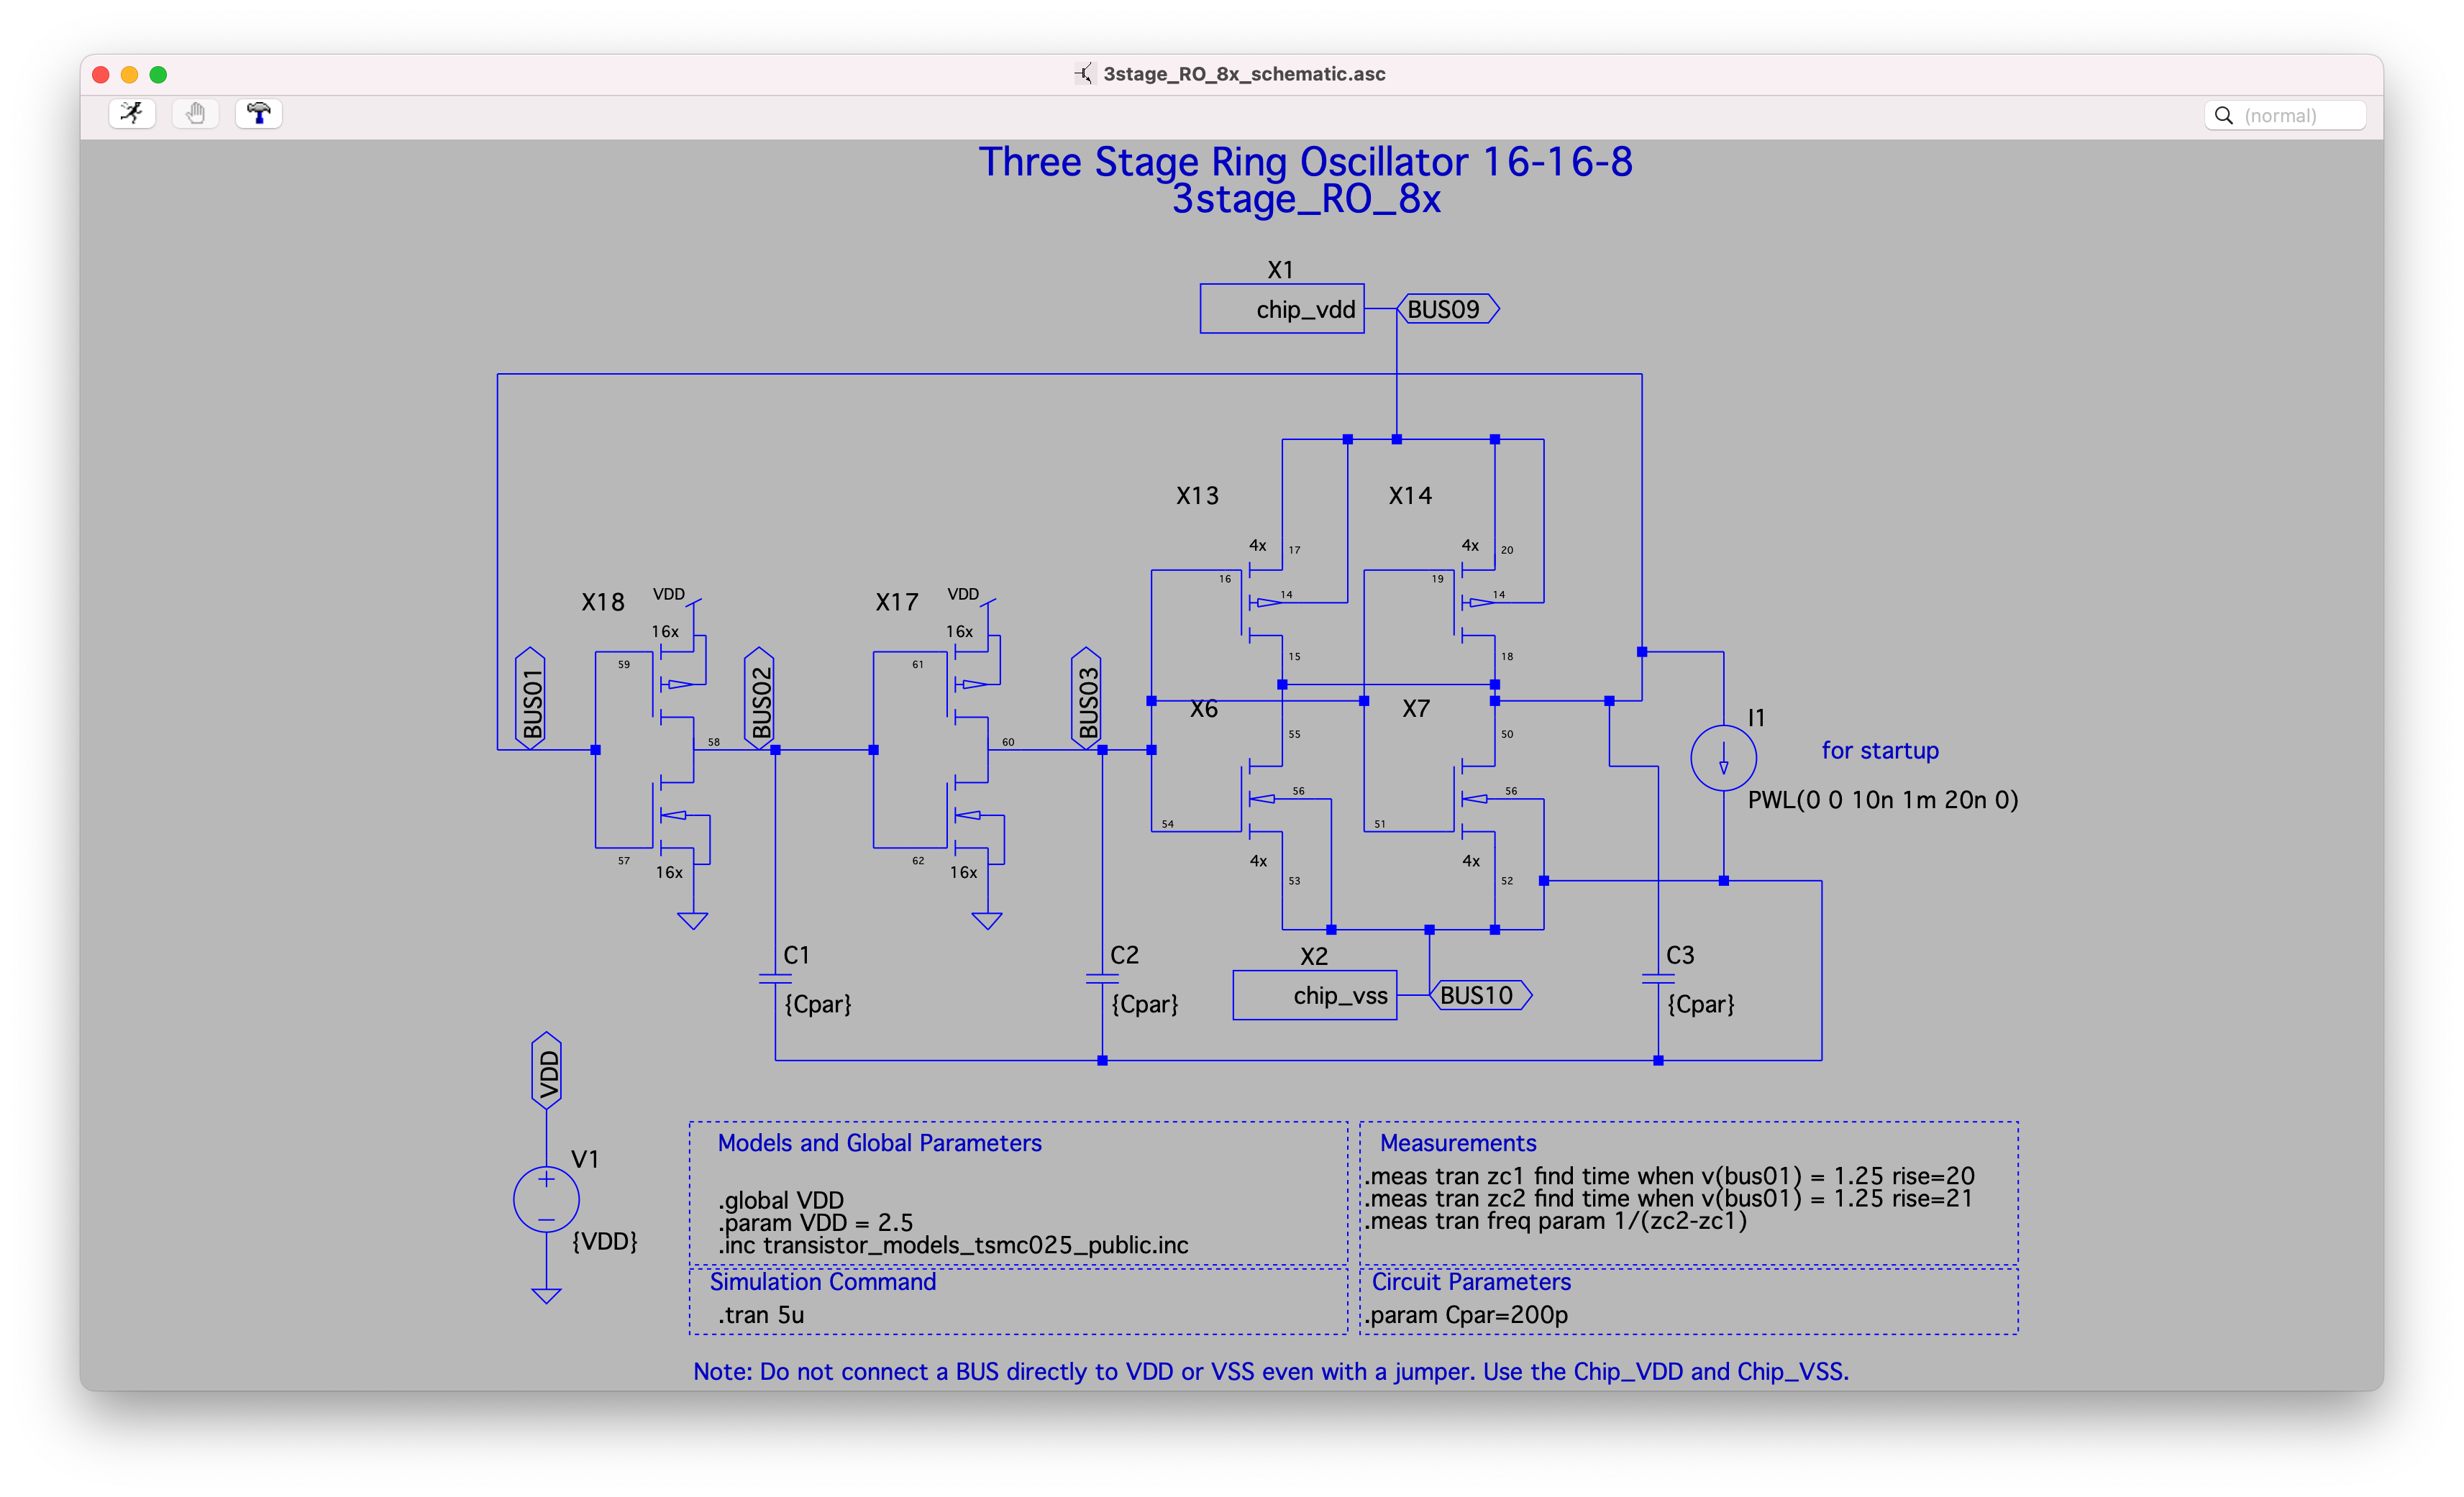 3stage_RO_8x_schematic.asc
(normal)
Three Stage Ring Oscillator 16-16-8
3stage_RO_8x
X1
chip_vdd
BUS09
X13
X14
4x
17
4x
20
16
14
19
14
X18
VDD
X17
VDD
16x
16x
59
61
15
18
BUS01
BUS02
BUS03
X6
X7
58
60
55
50
I1
for startup
PWL(0 0 10n 1m 20n 0)
56
56
54
51
57
62
16x
16x
4x
4x
53
52
C1
C2
X2
C3
{Cpar}
{Cpar}
chip_vss
BUS10
{Cpar}
VDD
V1
{VDD}
Models and Global Parameters
.global VDD
.param VDD = 2.5
.inc transistor_models_tsmc025_public.inc
Measurements
.meas tran zc1 find time when v(bus01) = 1.25 rise=20
.meas tran zc2 find time when v(bus01) = 1.25 rise=21
.meas tran freq param 1/(zc2-zc1)
Simulation Command
.tran 5u
Circuit Parameters
.param Cpar=200p
Note: Do not connect a BUS directly to VDD or VSS even with a jumper. Use the Chip_VDD and Chip_VSS.